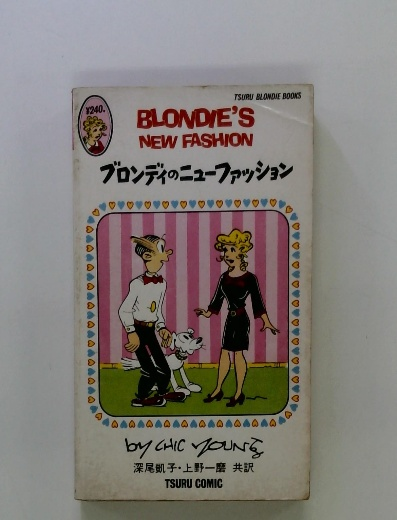 TSURU BLONDIE BOOKS
¥240.
BLONDIE'S
NEW FASHION
ブロンディのニューファッション
by CHIC YOUNG
深尾凱子・上野一磨 共訳
TSURU COMIC